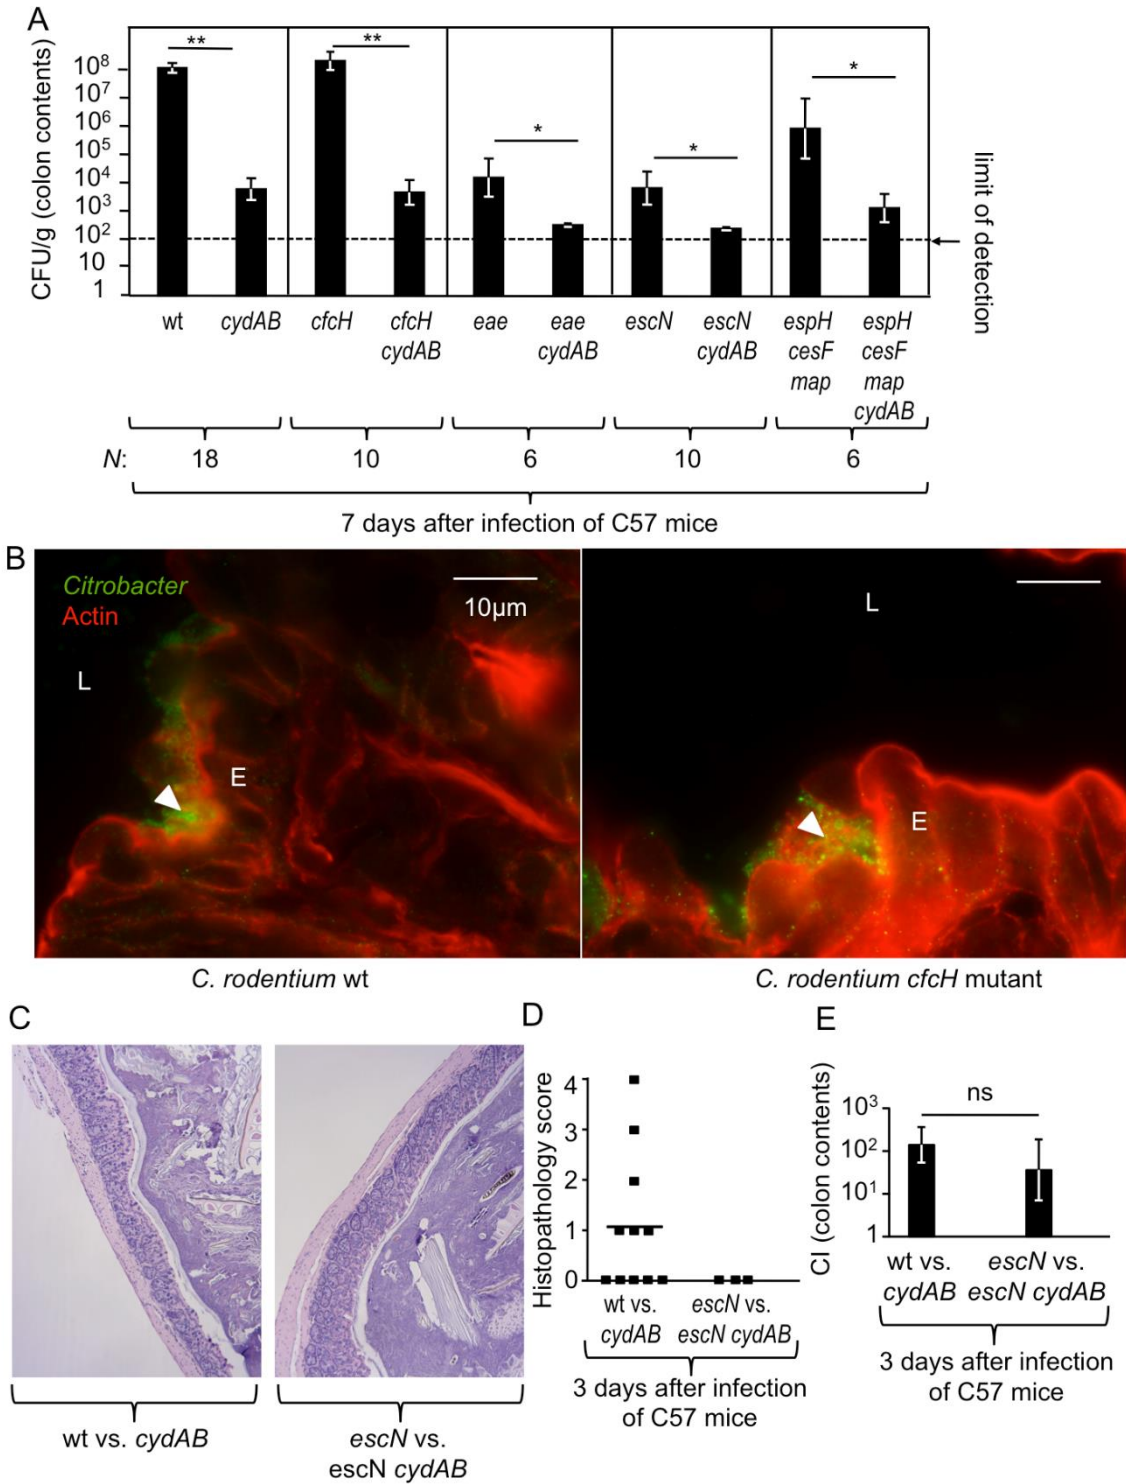 A
CFU/g (colon contents)
10⁸
10⁷
10⁶
10⁵
10⁴
10³
10²
10
1
**
**
*
*
*
limit of detection
wt
cydAB
cfcH
cfcH
cydAB
eae
eae
cydAB
escN
escN
cydAB
espH
cesF
map
espH
cesF
map
cydAB
N:
18
10
6
10
6
7 days after infection of C57 mice
B
Citrobacter
Actin
10µm
L
E
L
E
C. rodentium wt
C. rodentium cfcH mutant
C
wt vs. cydAB
escN vs.
escN cydAB
D
Histopathology score
4
3
2
1
0
wt vs.
cydAB
escN vs.
escN cydAB
3 days after infection
of C57 mice
E
CI (colon contents)
10³
10²
10¹
1
ns
wt vs.
cydAB
escN vs.
escN cydAB
3 days after infection
of C57 mice